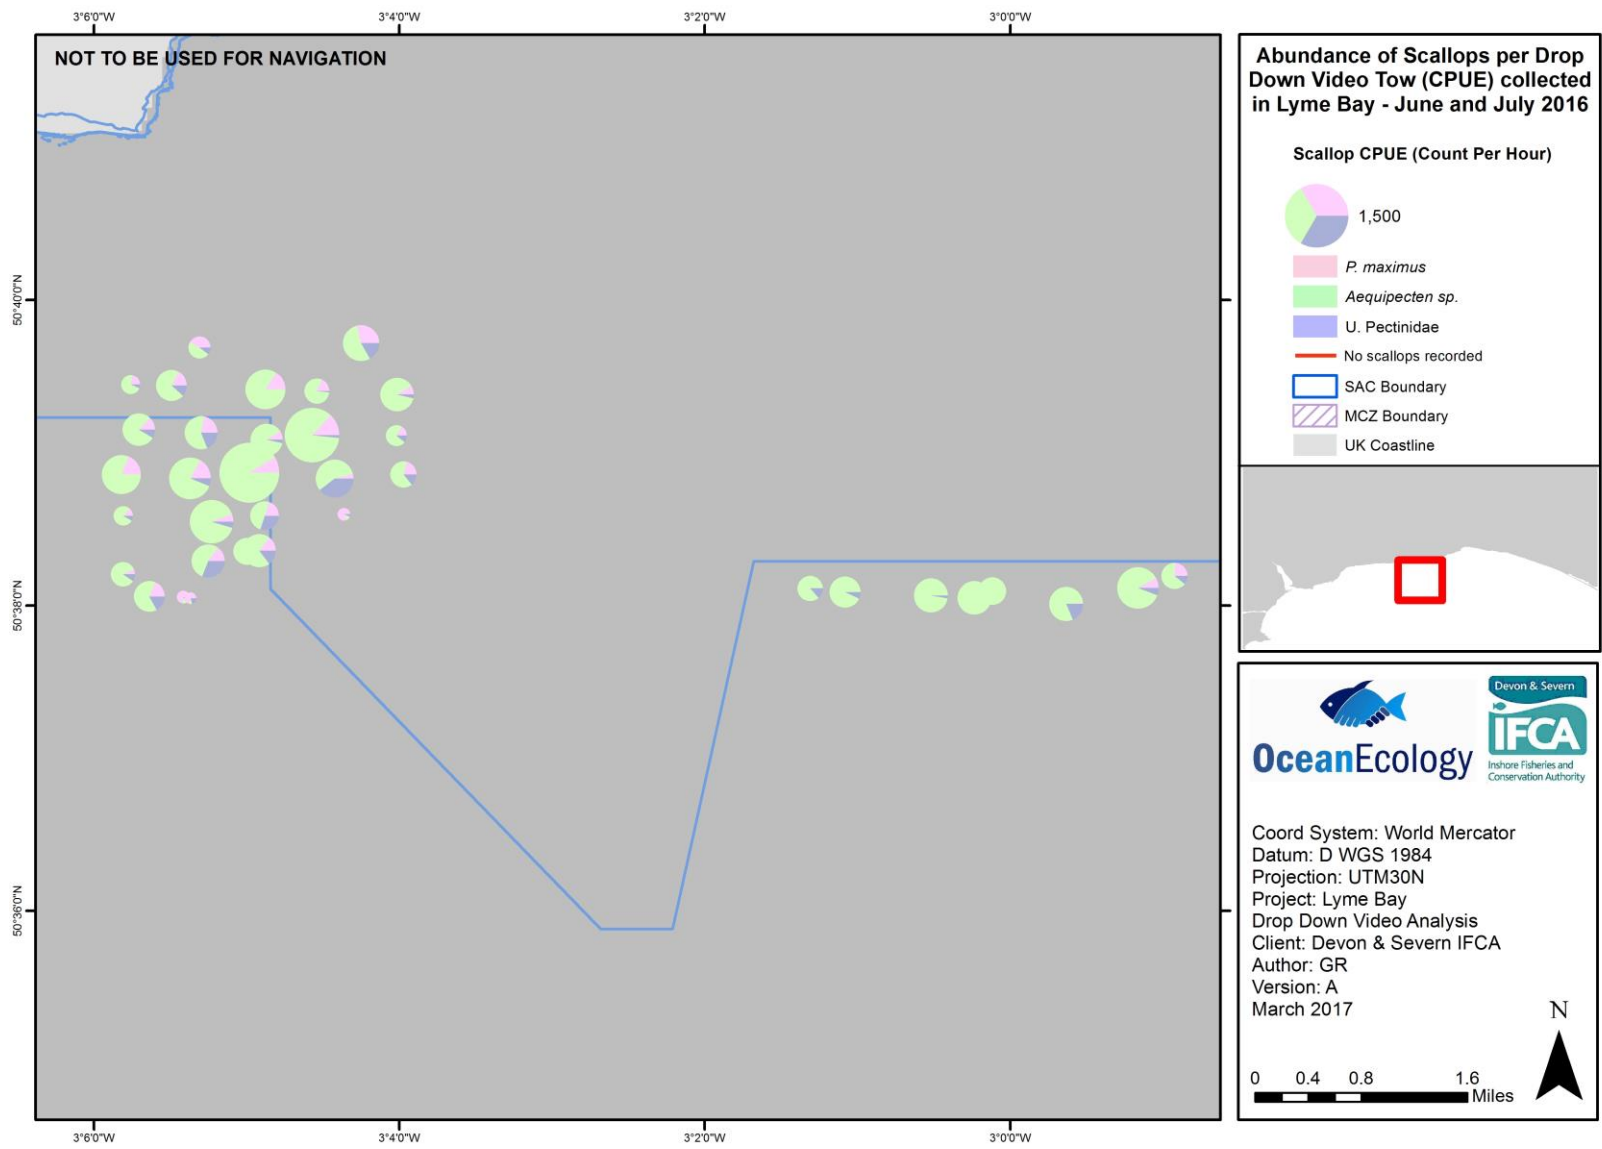 3°6'0"W
3°4'0"W
3°2'0"W
3°0'0"W
NOT TO BE USED FOR NAVIGATION
50°40'0"N
50°38'0"N
50°36'0"N
3°6'0"W
3°4'0"W
3°2'0"W
3°0'0"W
Abundance of Scallops per Drop
Down Video Tow (CPUE) collected
in Lyme Bay - June and July 2016
Scallop CPUE (Count Per Hour)
1,500
P. maximus
Aequipecten sp.
U. Pectinidae
No scallops recorded
SAC Boundary
MCZ Boundary
UK Coastline
OceanEcology
Devon & Severn
IFCA
Inshore Fisheries and
Conservation Authority
Coord System: World Mercator
Datum: D WGS 1984
Projection: UTM30N
Project: Lyme Bay
Drop Down Video Analysis
Client: Devon & Severn IFCA
Author: GR
Version: A
March 2017
N
0 0.4 0.8 1.6
Miles